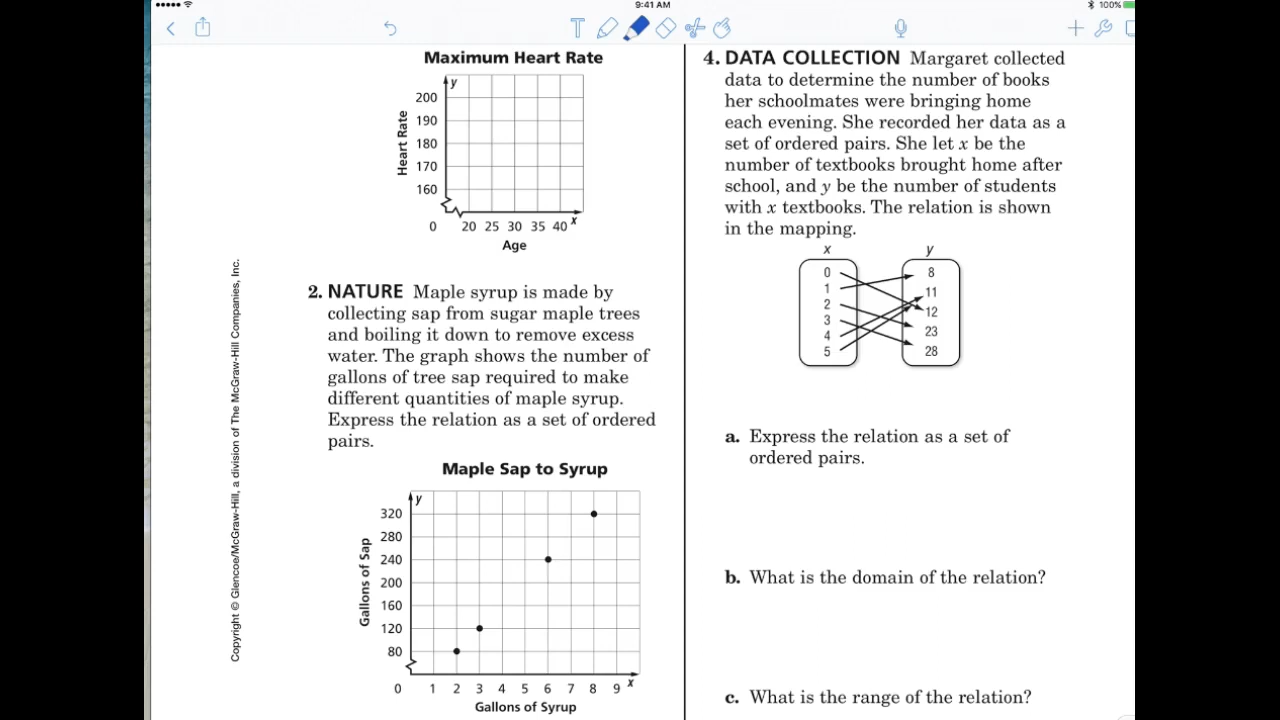 9:41 AM
100%
T
Maximum Heart Rate
y
200
190
180
170
160
Heart Rate
0 20 25 30 35 40 x
Age
2. NATURE Maple syrup is made by
collecting sap from sugar maple trees
and boiling it down to remove excess
water. The graph shows the number of
gallons of tree sap required to make
different quantities of maple syrup.
Express the relation as a set of ordered
pairs.
Maple Sap to Syrup
y
320
280
240
200
160
120
80
Gallons of Sap
0 1 2 3 4 5 6 7 8 9 x
Gallons of Syrup
Copyright © Glencoe/McGraw-Hill, a division of The McGraw-Hill Companies, Inc.
4. DATA COLLECTION Margaret collected
data to determine the number of books
her schoolmates were bringing home
each evening. She recorded her data as a
set of ordered pairs. She let x be the
number of textbooks brought home after
school, and y be the number of students
with x textbooks. The relation is shown
in the mapping.
x y
0 8
1 11
2 12
3 23
4 28
5
a. Express the relation as a set of
ordered pairs.
b. What is the domain of the relation?
c. What is the range of the relation?